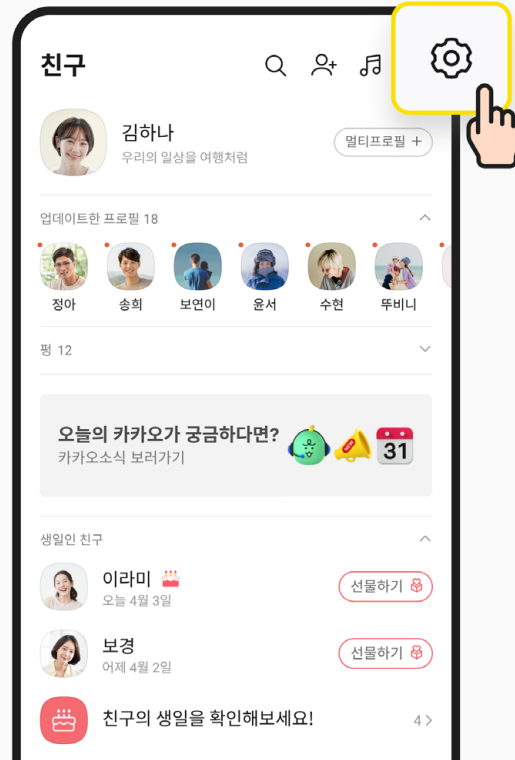 친구
김하나
우리의 일상을 여행처럼
멀티프로필 +
업데이트한 프로필 18
정아 송희 보연이 윤서 수현 뚜비니
펑 12
오늘의 카카오가 궁금하다면?
카카오소식 보러가기
31
생일인 친구
이라미
오늘 4월 3일
선물하기
보경
어제 4월 2일
선물하기
친구의 생일을 확인해보세요!
4